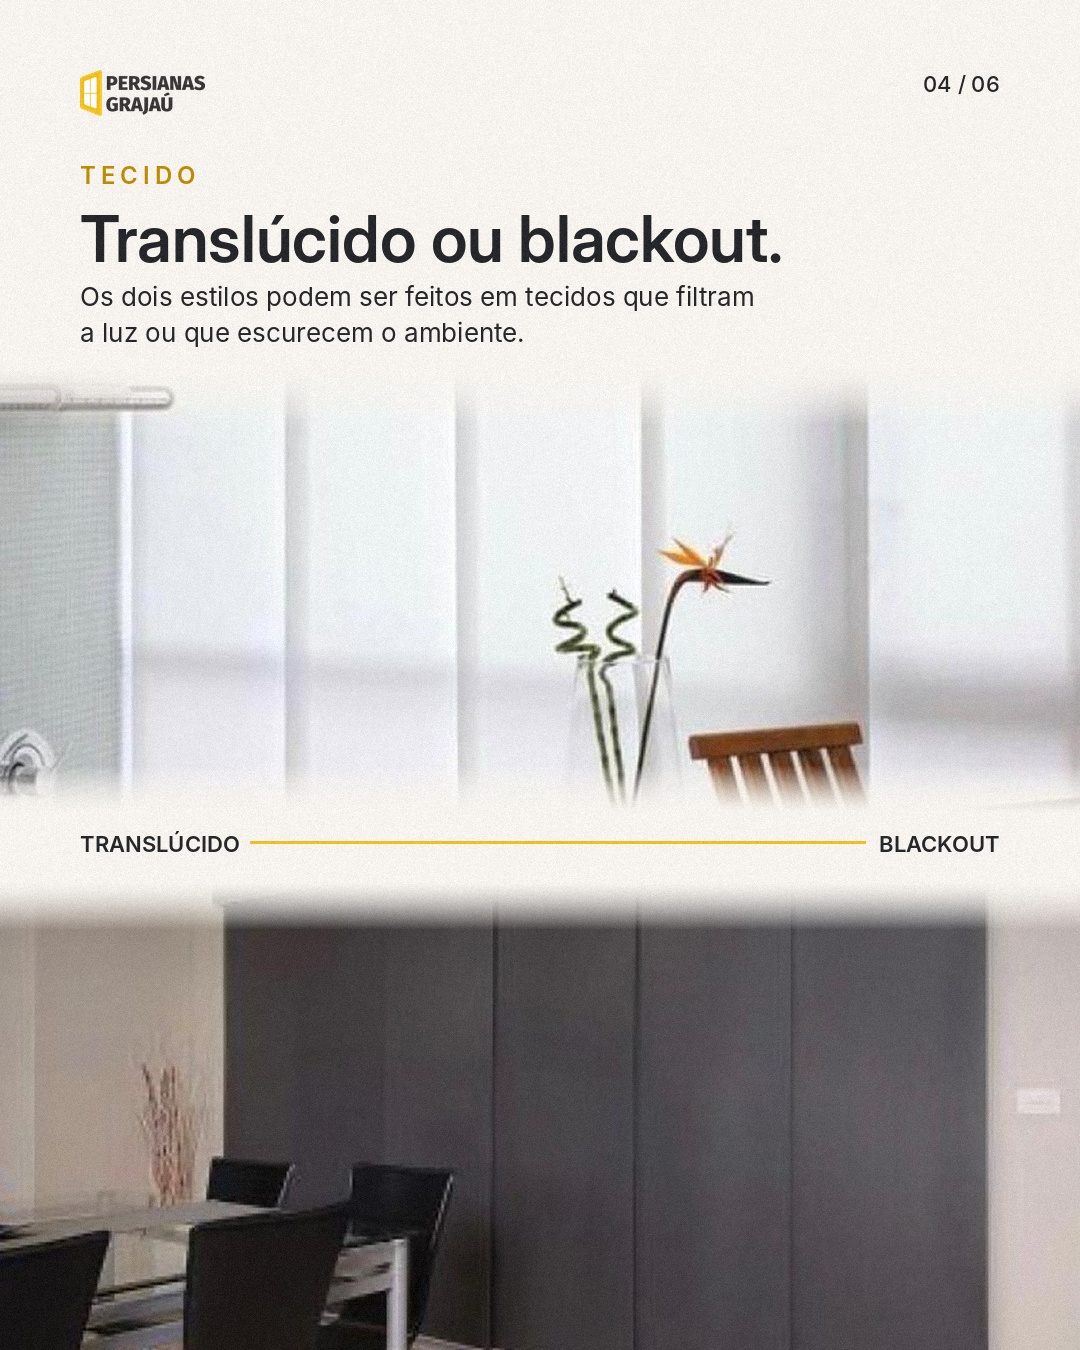 PERSIANAS
GRAJAÚ
04 / 06
TECIDO
Translúcido ou blackout.
Os dois estilos podem ser feitos em tecidos que filtram
a luz ou que escurecem o ambiente.
TRANSLÚCIDO
BLACKOUT